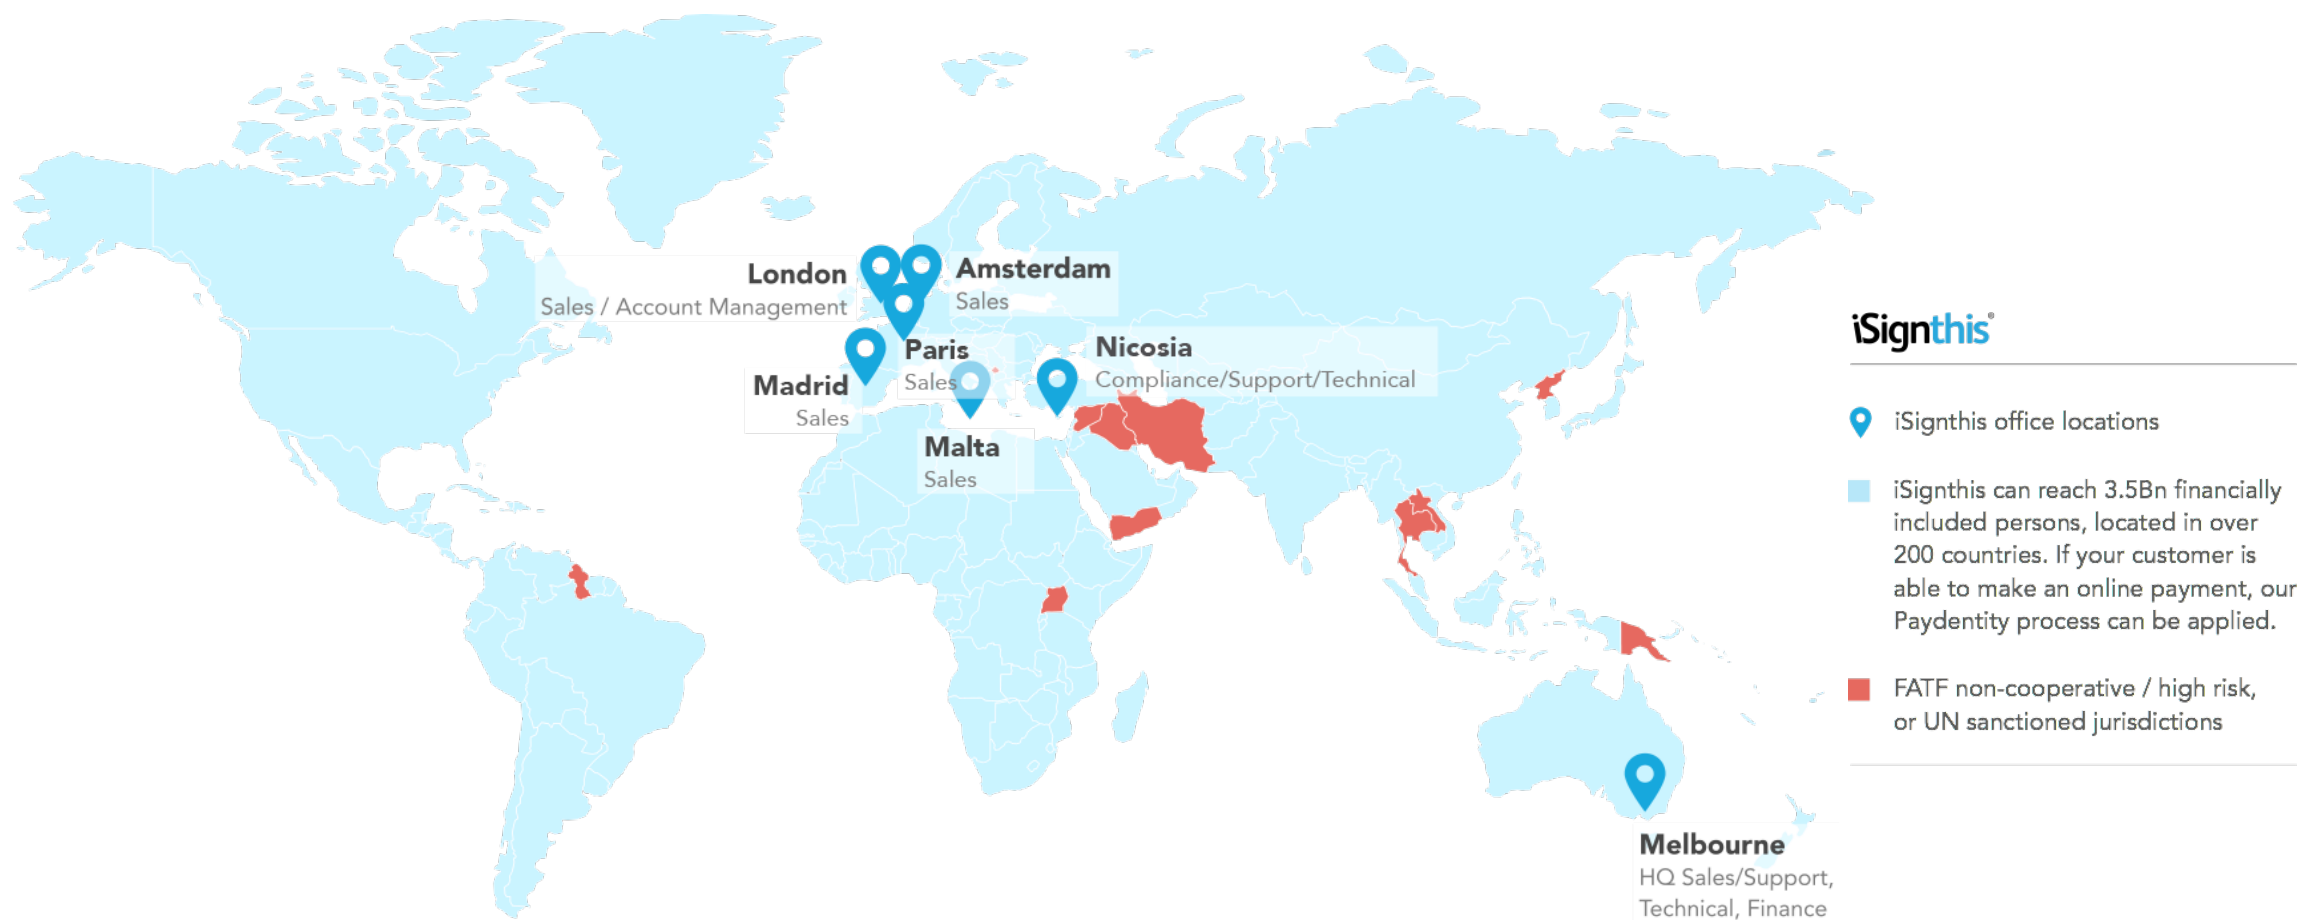 London
Sales / Account Management
Amsterdam
Sales
Paris
Sales
Madrid
Sales
Nicosia
Compliance/Support/Technical
Malta
Sales
Melbourne
HQ Sales/Support,
Technical, Finance
iSignthis®
iSignthis office locations
iSignthis can reach 3.5Bn financially
included persons, located in over
200 countries. If your customer is
able to make an online payment, our
Paydentity process can be applied.
FATF non-cooperative / high risk,
or UN sanctioned jurisdictions